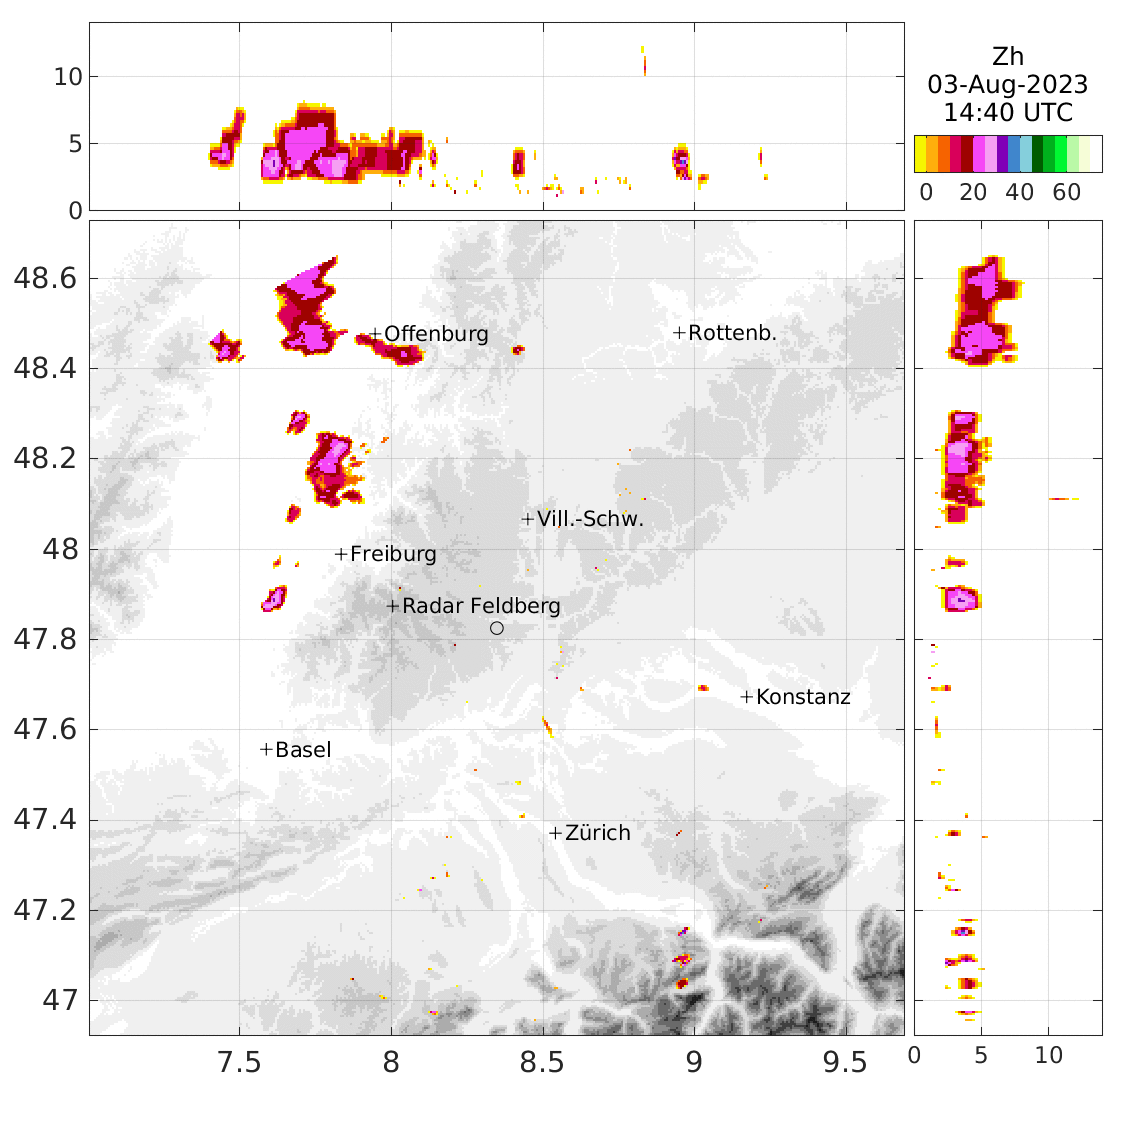 10
5
0
Zh
03-Aug-2023
14:40 UTC
0 20 40 60
48.6
48.4
48.2
48
47.8
47.6
47.4
47.2
47
Offenburg
Rottenb.
Vill.-Schw.
Freiburg
Radar Feldberg
Konstanz
Basel
Zürich
7.5 8 8.5 9 9.5
0 5 10